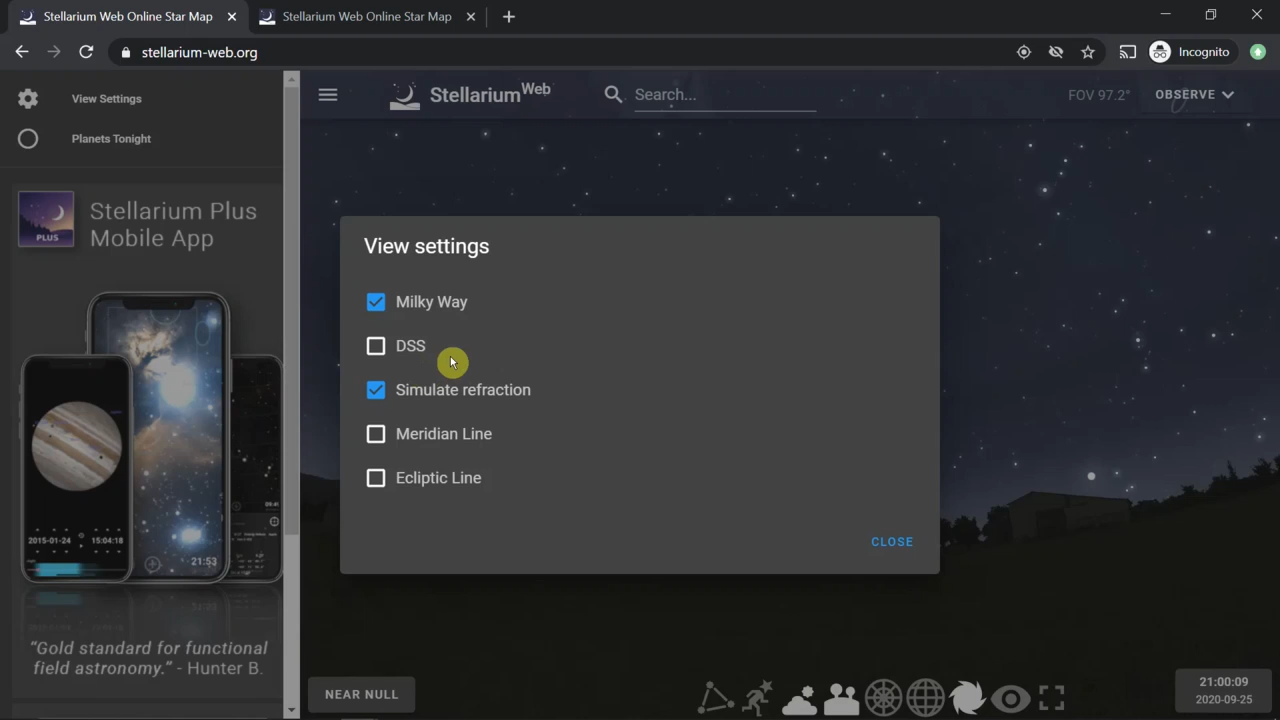 Stellarium Web Online Star Map
Stellarium Web Online Star Map
stellarium-web.org
Incognito
View Settings
Planets Tonight
StellariumWeb
Search...
FOV 97.2°
OBSERVE
PLUS
Stellarium Plus
Mobile App
2015-01-24
15:04:18
21:53
09:41
"Gold standard for functional
field astronomy." - Hunter B.
View settings
Milky Way
DSS
Simulate refraction
Meridian Line
Ecliptic Line
CLOSE
NEAR NULL
21:00:09
2020-09-25